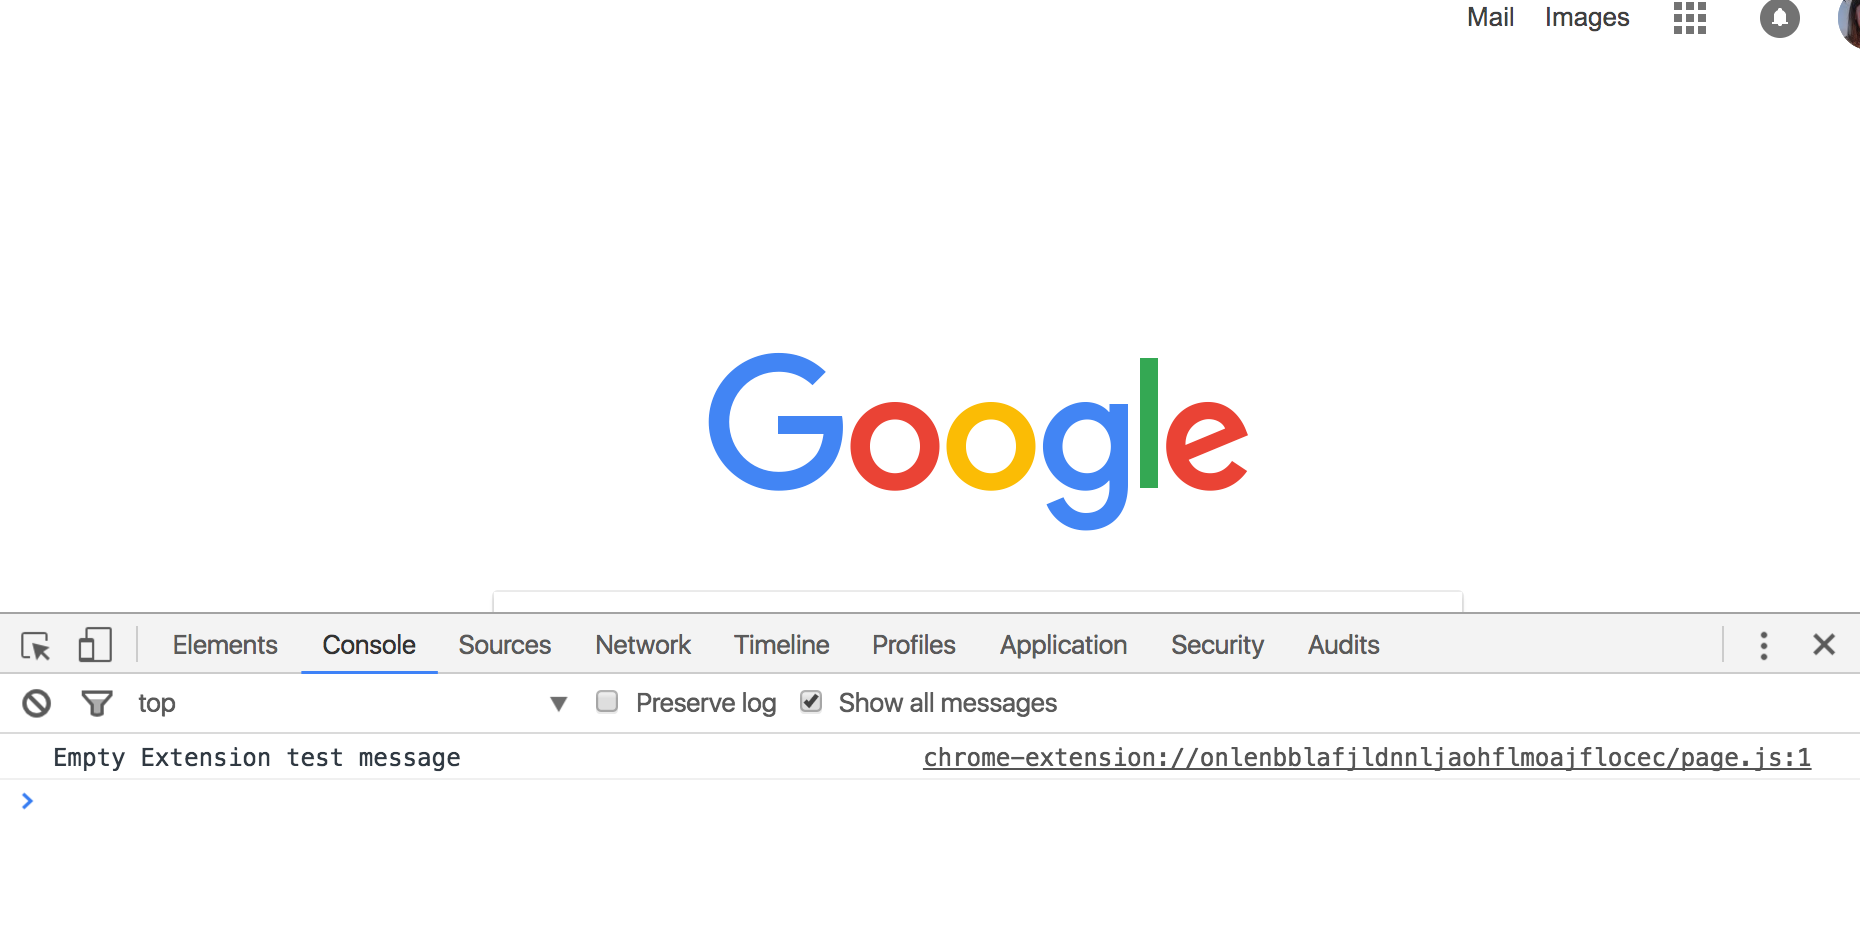 Mail Images
Google
Elements Console Sources Network Timeline Profiles Application Security Audits
top ▼ Preserve log Show all messages
Empty Extension test message chrome-extension://onlenbblafjldnnljaohflmoajflocec/page.js:1
>